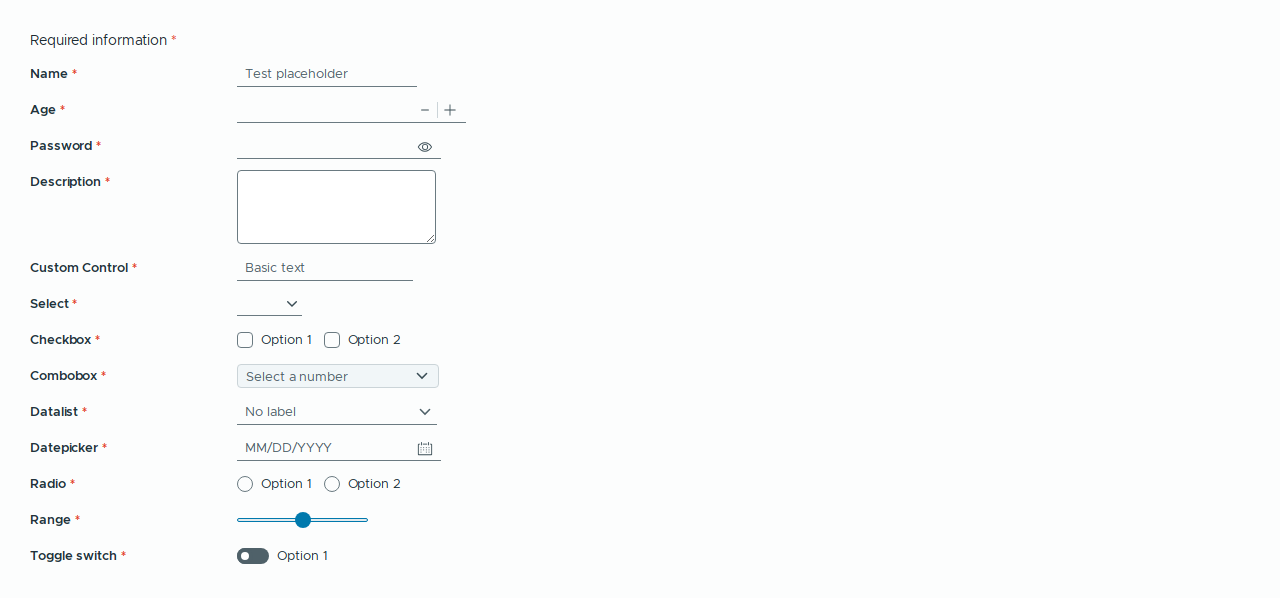 Required information *
Name * Test placeholder
Age *
Password *
Description *
Custom Control * Basic text
Select *
Checkbox * Option 1 Option 2
Combobox * Select a number
Datalist * No label
Datepicker * MM/DD/YYYY
Radio * Option 1 Option 2
Range *
Toggle switch * Option 1